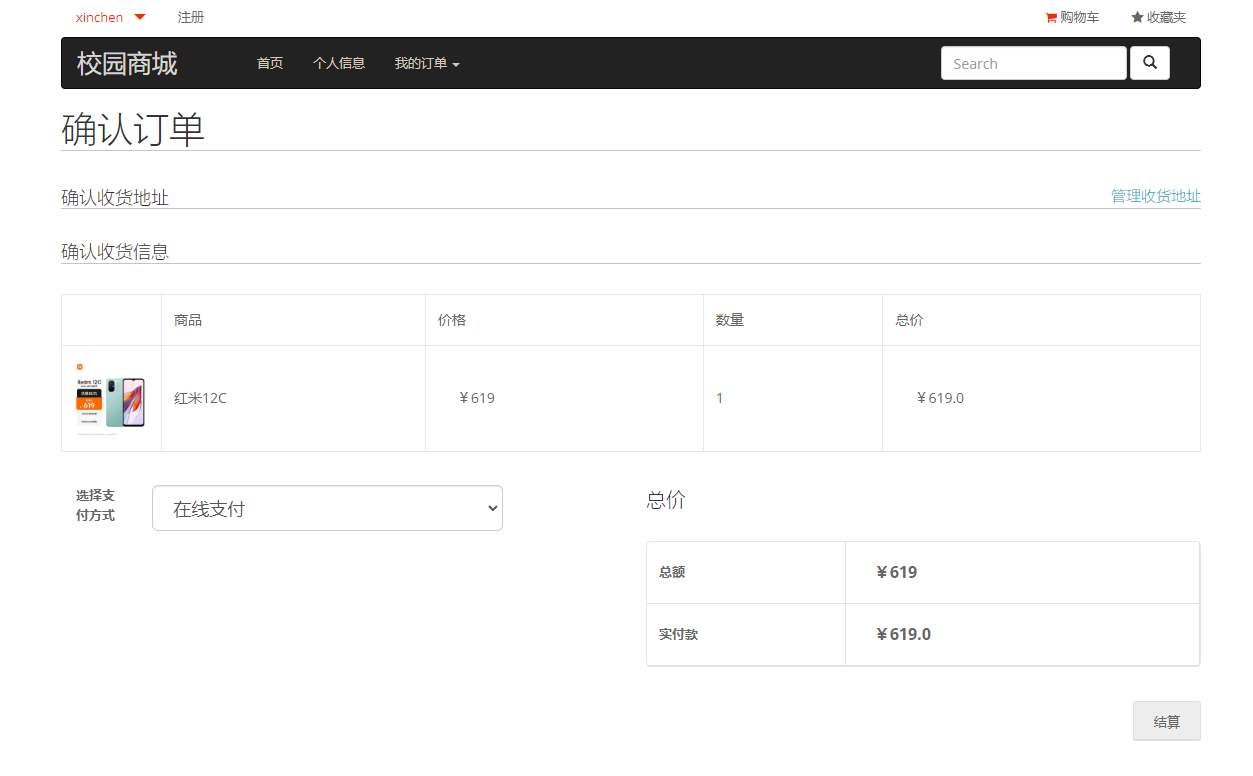 xinchen 注册 购物车 收藏夹
校园商城 首页 个人信息 我的订单 Search
确认订单
确认收货地址 管理收货地址
确认收货信息
商品 价格 数量 总价
Redmi 12C
619
红米12C ￥619 1 ￥619.0
选择支
付方式
在线支付
总价
总额 ￥619
实付款 ￥619.0
结算